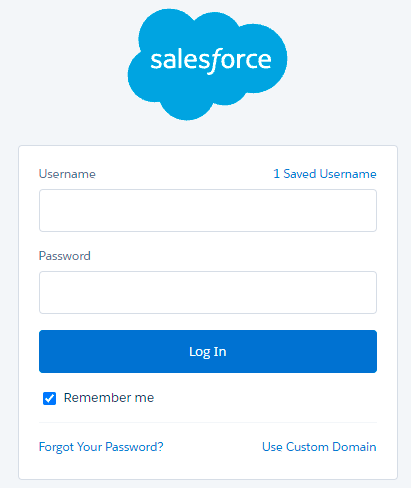 salesforce
Username 1 Saved Username
Password
Log In
Remember me
Forgot Your Password? Use Custom Domain